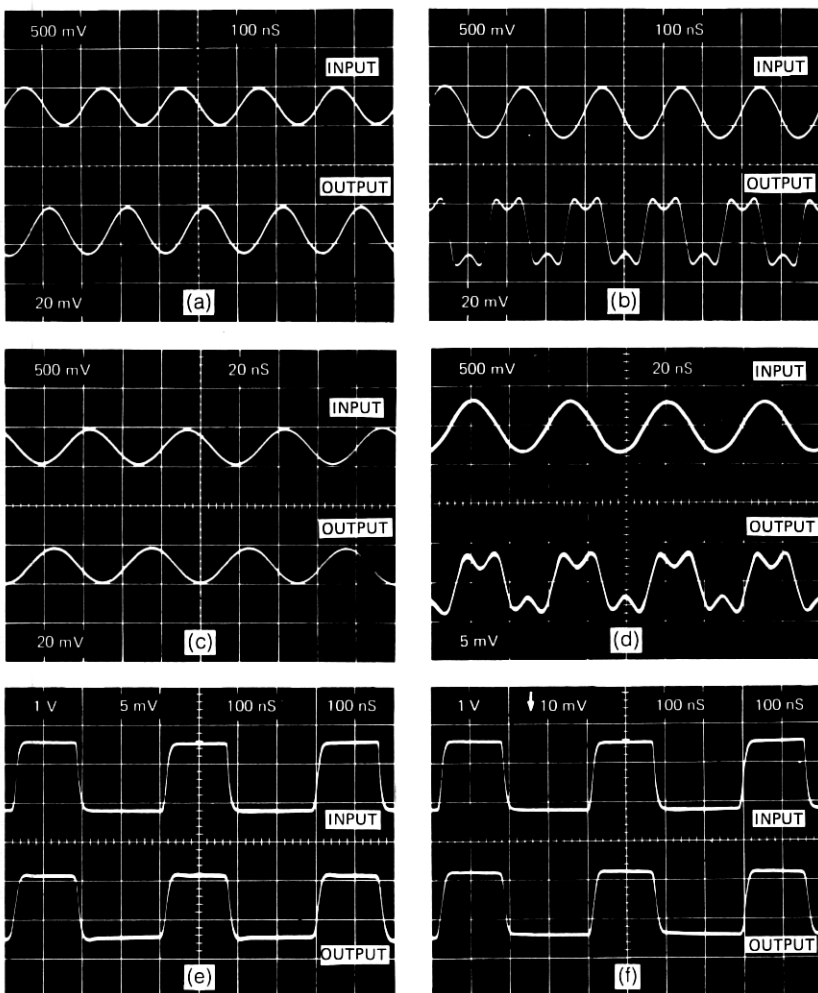 500 mV 100 nS
INPUT
OUTPUT
20 mV (a)
500 mV 100 nS
INPUT
OUTPUT
20 mV (b)
500 mV 20 nS
INPUT
OUTPUT
20 mV (c)
500 mV 20 nS
INPUT
OUTPUT
5 mV (d)
1 V 5 mV 100 nS 100 nS
INPUT
OUTPUT
(e)
1 V 10 mV 100 nS 100 nS
INPUT
OUTPUT
(f)